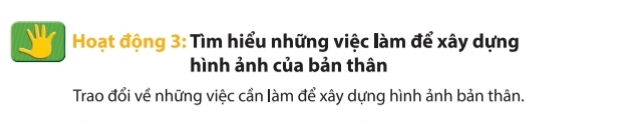 Hoạt động 3: Tìm hiểu những việc làm để xây dựng
hình ảnh của bản thân
Trao đổi về những việc cần làm để xây dựng hình ảnh bản thân.